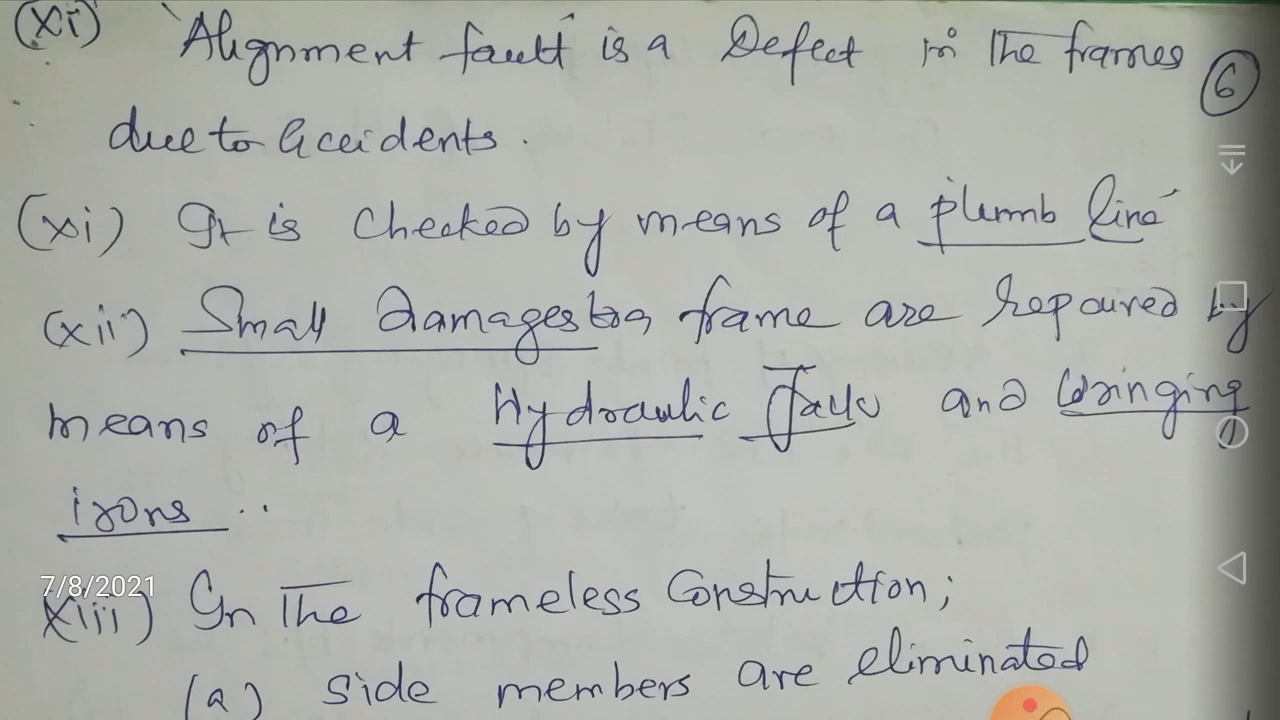 (xi) 'Alignment fault' is a Defect in The frames
6
due to accidents.
(xi) It is checked by means of a plumb line
(xii) Small Damages to a frame are repaired by
means of a Hydraulic Jack and wringing
irons ..
7/8/2021
xiii) In The frameless Construction;
(a) side members are eliminated